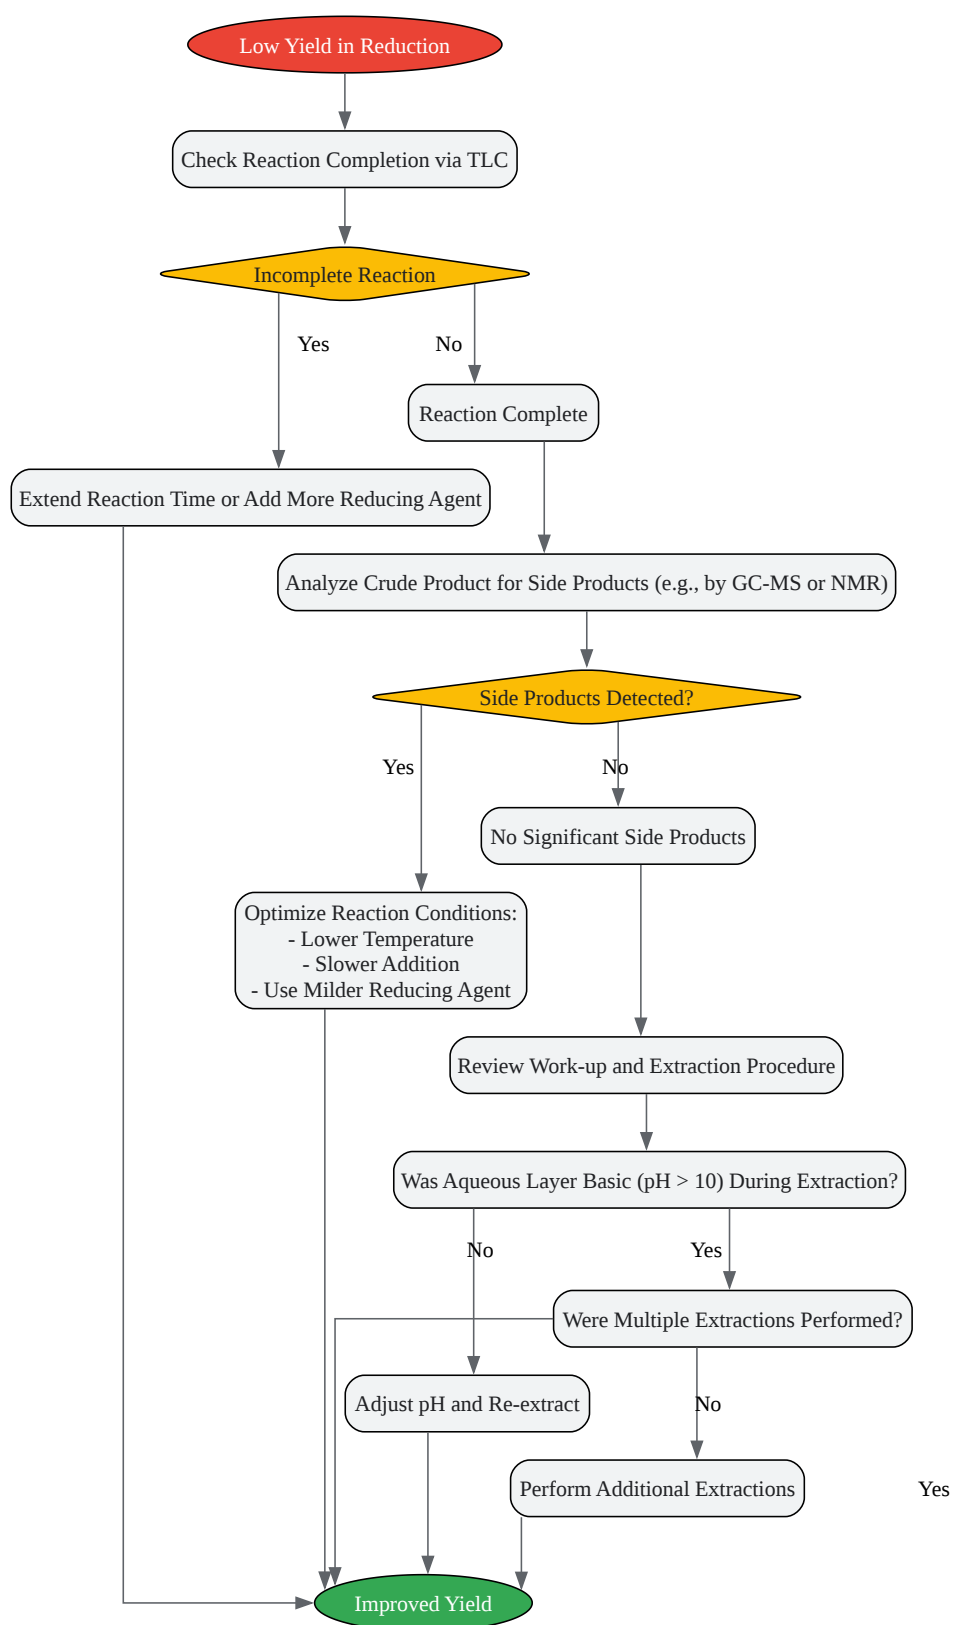 Low Yield in Reduction
Check Reaction Completion via TLC
Incomplete Reaction
Yes
No
Reaction Complete
Extend Reaction Time or Add More Reducing Agent
Analyze Crude Product for Side Products (e.g., by GC-MS or NMR)
Side Products Detected?
Yes
No
No Significant Side Products
Optimize Reaction Conditions:
- Lower Temperature
- Slower Addition
- Use Milder Reducing Agent
Review Work-up and Extraction Procedure
Was Aqueous Layer Basic (pH > 10) During Extraction?
No
Yes
Were Multiple Extractions Performed?
Adjust pH and Re-extract
No
Perform Additional Extractions
Yes
Improved Yield